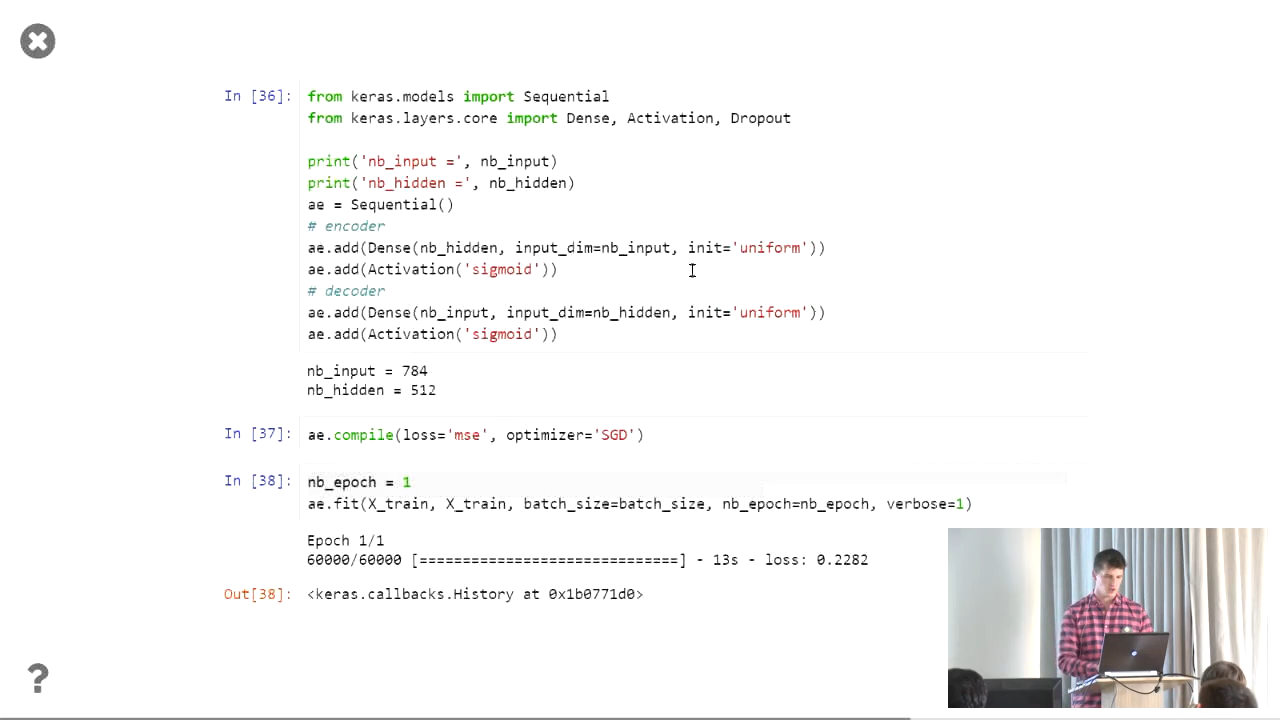 In [36]: from keras.models import Sequential
from keras.layers.core import Dense, Activation, Dropout
print('nb_input =', nb_input)
print('nb_hidden =', nb_hidden)
ae = Sequential()
# encoder
ae.add(Dense(nb_hidden, input_dim=nb_input, init='uniform'))
ae.add(Activation('sigmoid'))
# decoder
ae.add(Dense(nb_input, input_dim=nb_hidden, init='uniform'))
ae.add(Activation('sigmoid'))
nb_input = 784
nb_hidden = 512
In [37]: ae.compile(loss='mse', optimizer='SGD')
In [38]: nb_epoch = 1
ae.fit(X_train, X_train, batch_size=batch_size, nb_epoch=nb_epoch, verbose=1)
Epoch 1/1
60000/60000 [==============================] - 13s - loss: 0.2282
Out[38]: <keras.callbacks.History at 0x1b0771d0>
?